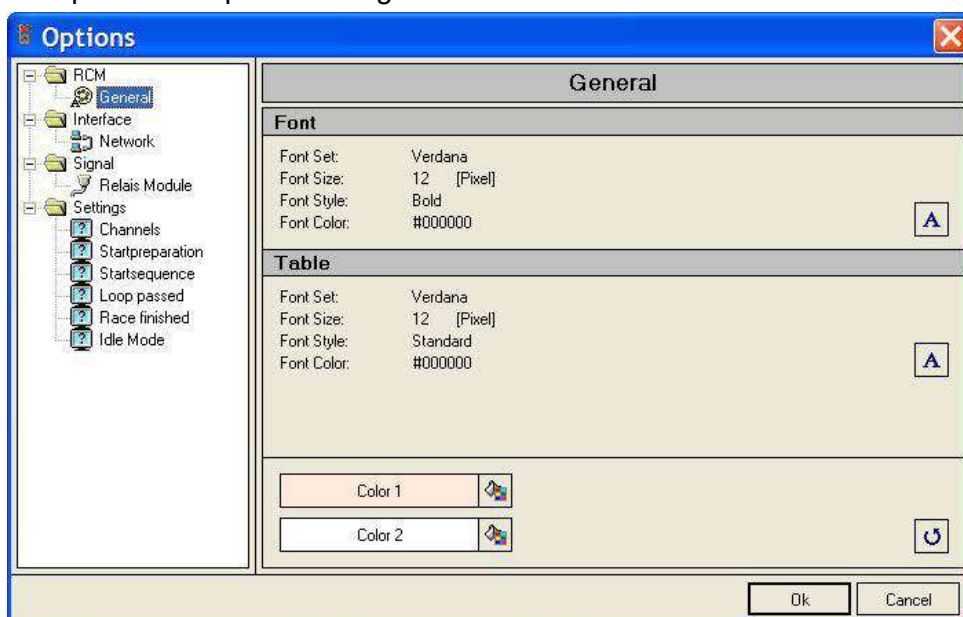 Options
RCM
General
Interface
Network
Signal
Relais Module
Settings
Channels
Startpreparation
Startsequence
Loop passed
Race finished
Idle Mode
General
Font
Font Set: Verdana
Font Size: 12 [Pixel]
Font Style: Bold
Font Color: #000000
A
Table
Font Set: Verdana
Font Size: 12 [Pixel]
Font Style: Standard
Font Color: #000000
A
Color 1
Color 2
Ok Cancel